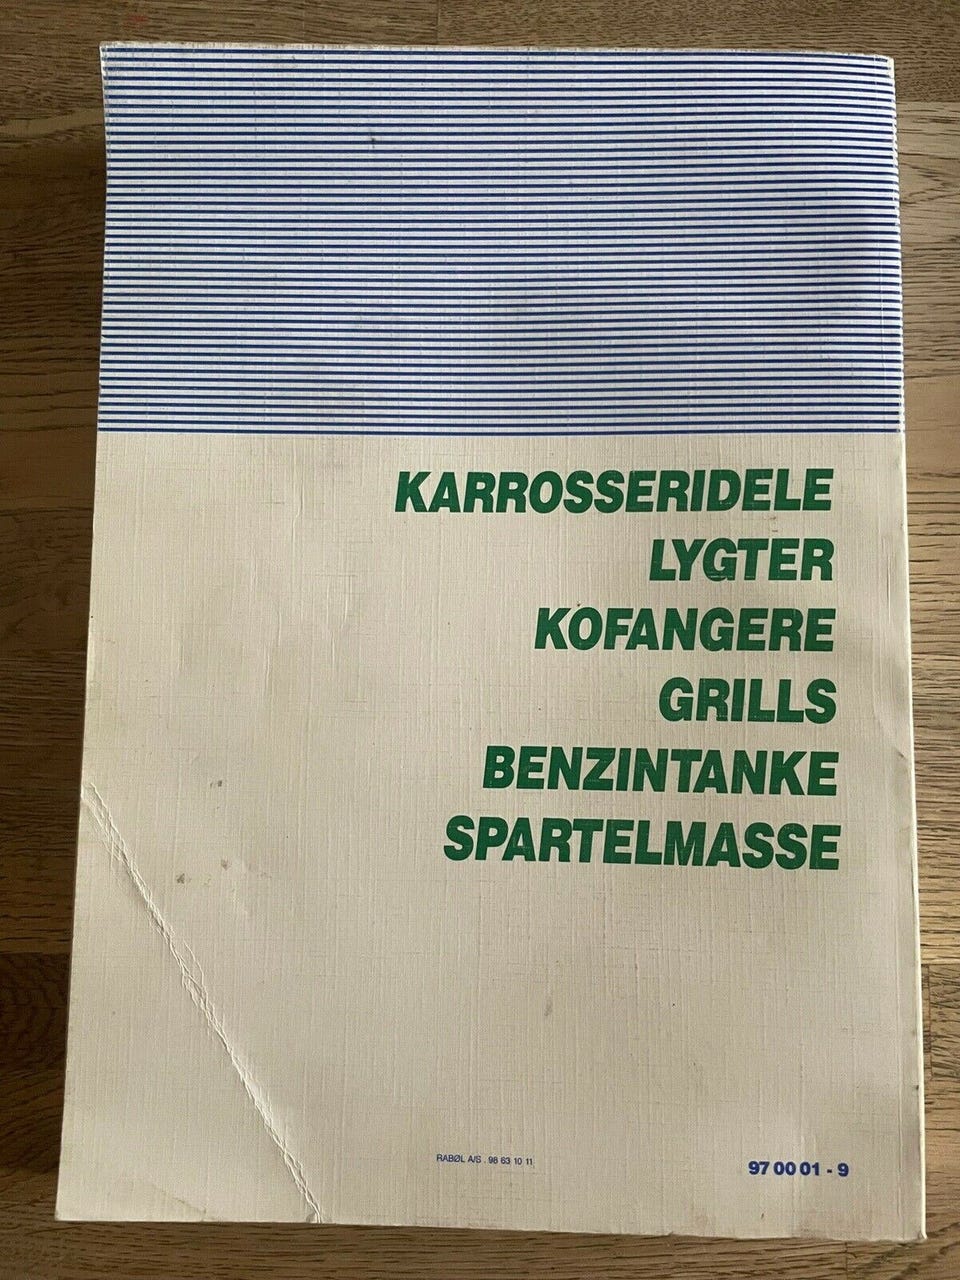 KARROSSERIDELE
LYGTER
KOFANGERE
GRILLS
BENZINTANKE
SPARTELMASSE
RABØL A/S . 98 63 10 11
97 00 01 - 9